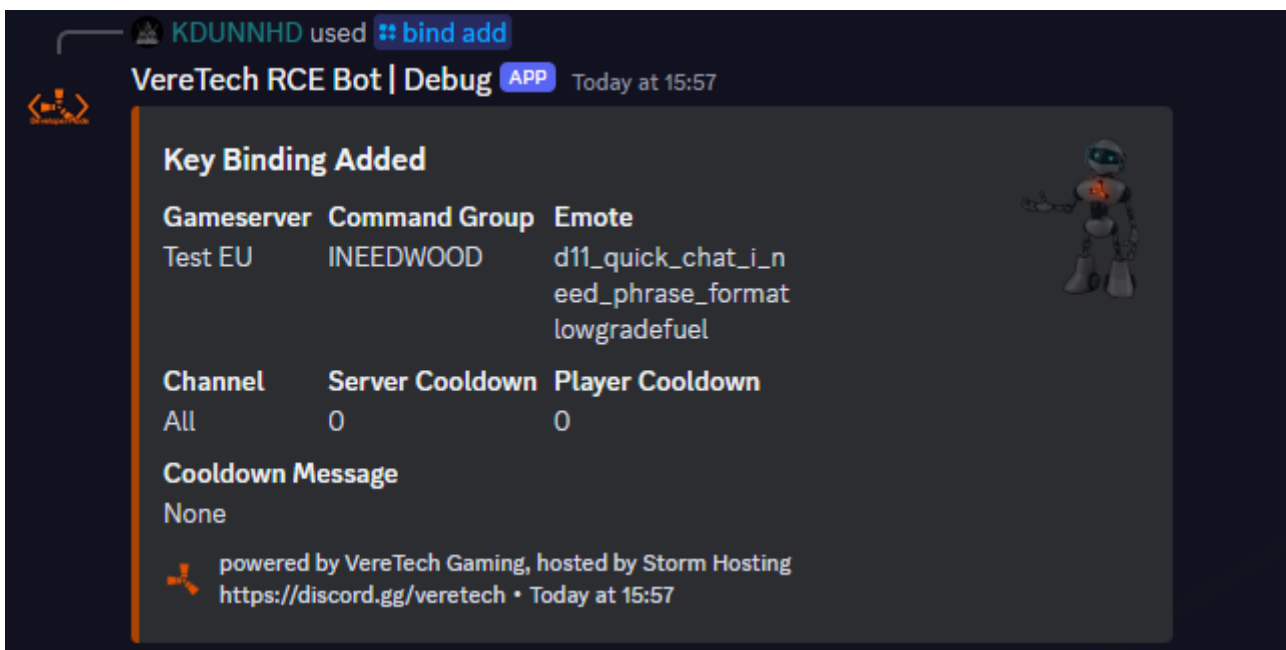 KDUNNHD used bind add
VereTech RCE Bot | Debug APP Today at 15:57
Key Binding Added
Gameserver Command Group Emote
Test EU INEEDWOOD d11_quick_chat_i_n
eed_phrase_format
lowgradefuel
Channel Server Cooldown Player Cooldown
All 0 0
Cooldown Message
None
powered by VereTech Gaming, hosted by Storm Hosting
https://discord.gg/veretech • Today at 15:57